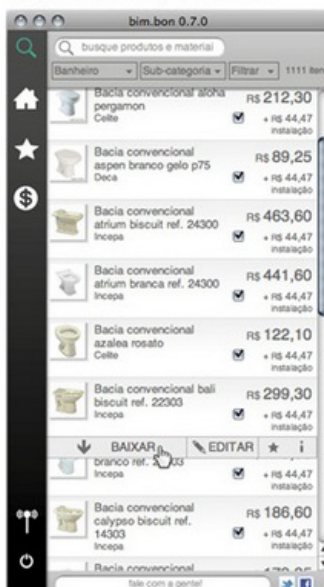 bim.bon 0.7.0
busque produtos e material
Banheiro Sub-categoria Filtrar 1111 iten
Bacia convencional aloha
pergamon
Celite
R$ 212,30
+ R$ 44,47
instalação
Bacia convencional
aspen branco gelo p75
Deca
R$ 89,25
+ R$ 44,47
instalação
Bacia convencional
atrium biscuit ref. 24300
Incepa
R$ 463,60
+ R$ 44,47
instalação
Bacia convencional
atrium branca ref. 24300
Incepa
R$ 441,60
+ R$ 44,47
instalação
Bacia convencional
azalea rosato
Celite
R$ 122,10
+ R$ 44,47
instalação
Bacia convencional bali
biscuit ref. 22303
Incepa
R$ 299,30
+ R$ 44,47
instalação
BAIXAR EDITAR i
branco ref.
Incepa
+ R$ 44,47
instalação
Bacia convencional
calypso biscuit ref.
14303
Incepa
R$ 186,60
+ R$ 44,47
instalação
Bacia convencional
fale com a gente!